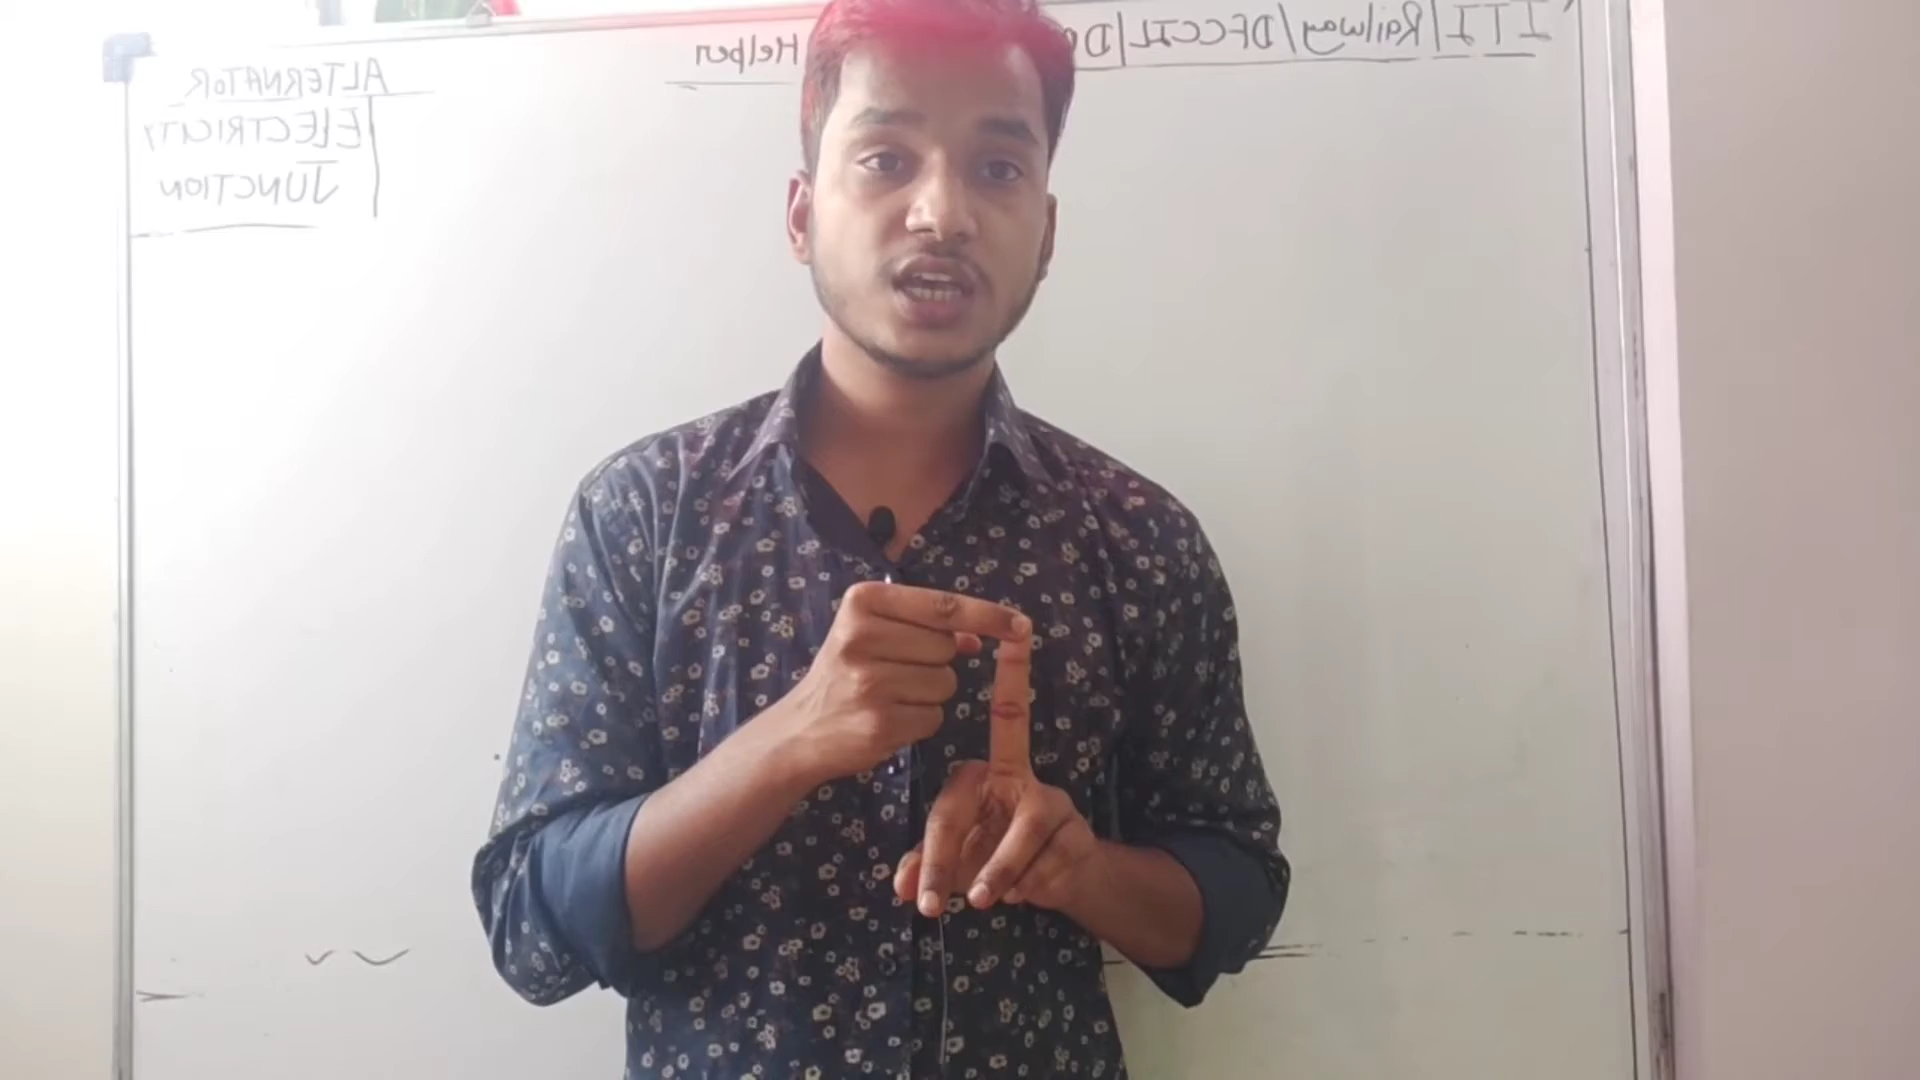 ITI/Railway/DFCCIL/D
Helper
ALTERNATOR
ELECTRICITY
JUNCTION